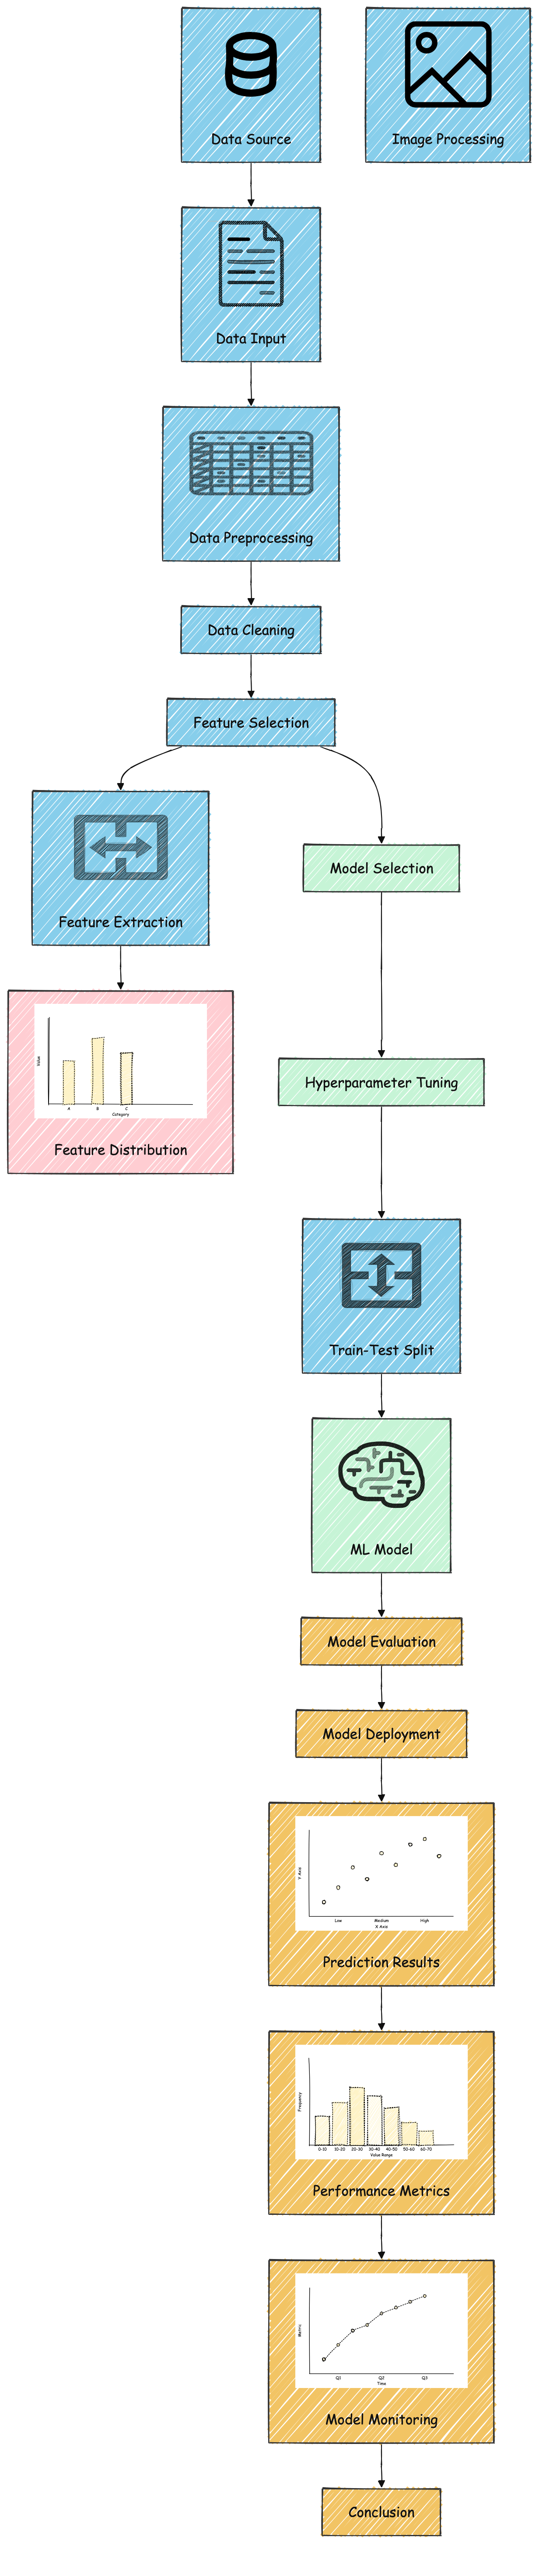 Data Source
Image Processing
Data Input
Data Preprocessing
Data Cleaning
Feature Selection
Feature Extraction
Model Selection
Value
A B C
Category
Feature Distribution
Hyperparameter Tuning
Train-Test Split
ML Model
Model Evaluation
Model Deployment
Y Axis
Low Medium High
X Axis
Prediction Results
Frequency
0-10 10-20 20-30 30-40 40-50 50-60 60-70
Value Range
Performance Metrics
Metric
Q1 Q2 Q3
Time
Model Monitoring
Conclusion